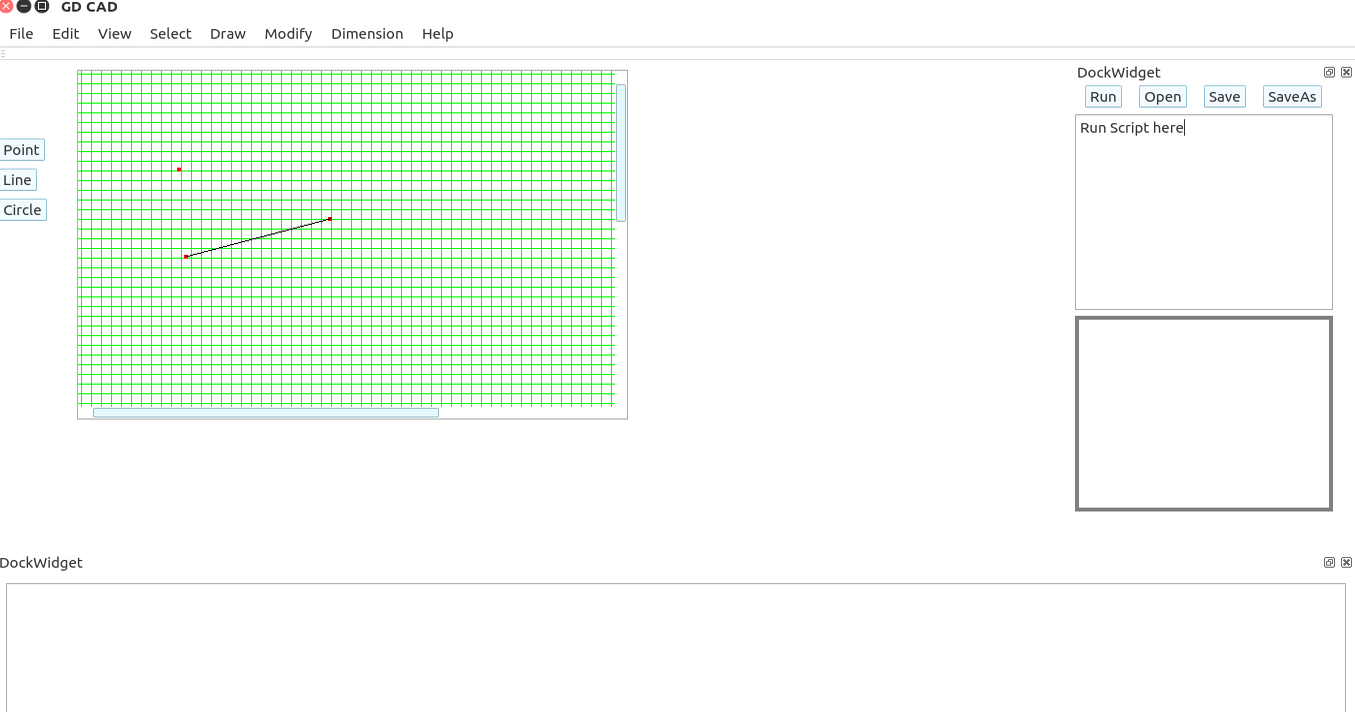 GD CAD
File Edit View Select Draw Modify Dimension Help
DockWidget
Run Open Save SaveAs
Run Script here
Point
Line
Circle
DockWidget